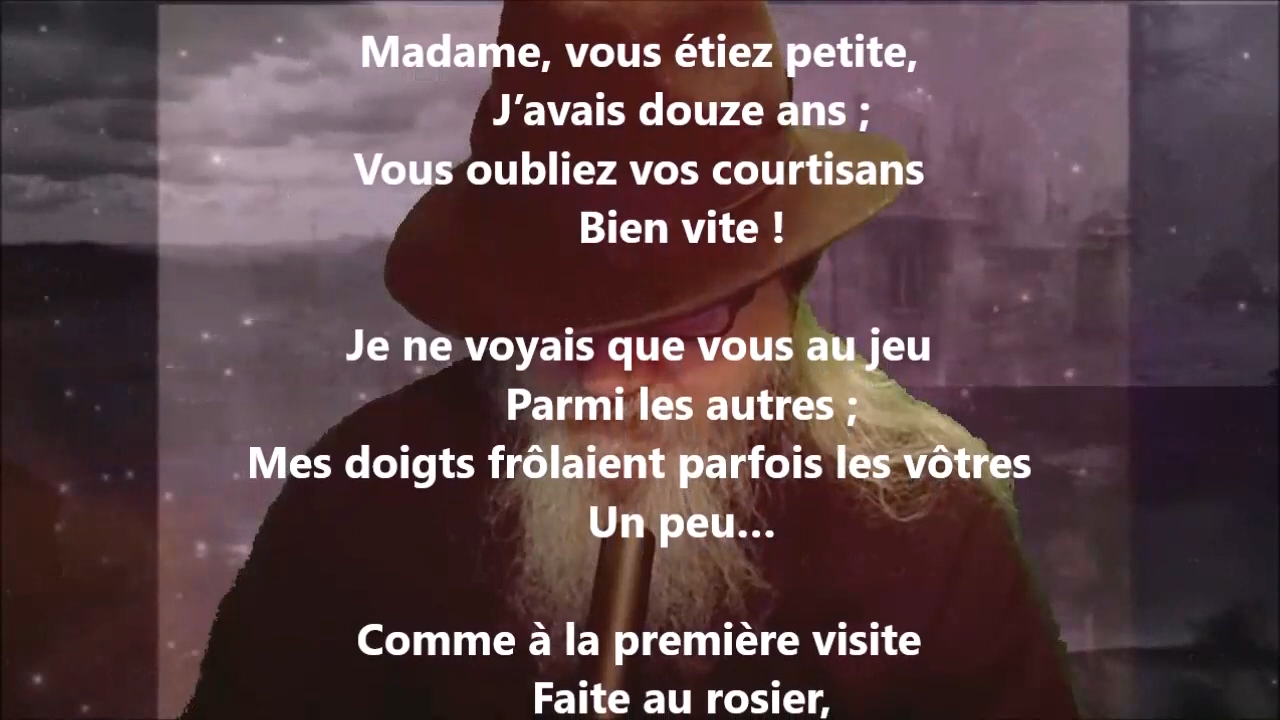 Madame, vous étiez petite,
J’avais douze ans ;
Vous oubliez vos courtisans
Bien vite !
Je ne voyais que vous au jeu
Parmi les autres ;
Mes doigts frôlaient parfois les vôtres
Un peu…
Comme à la première visite
Faite au rosier,